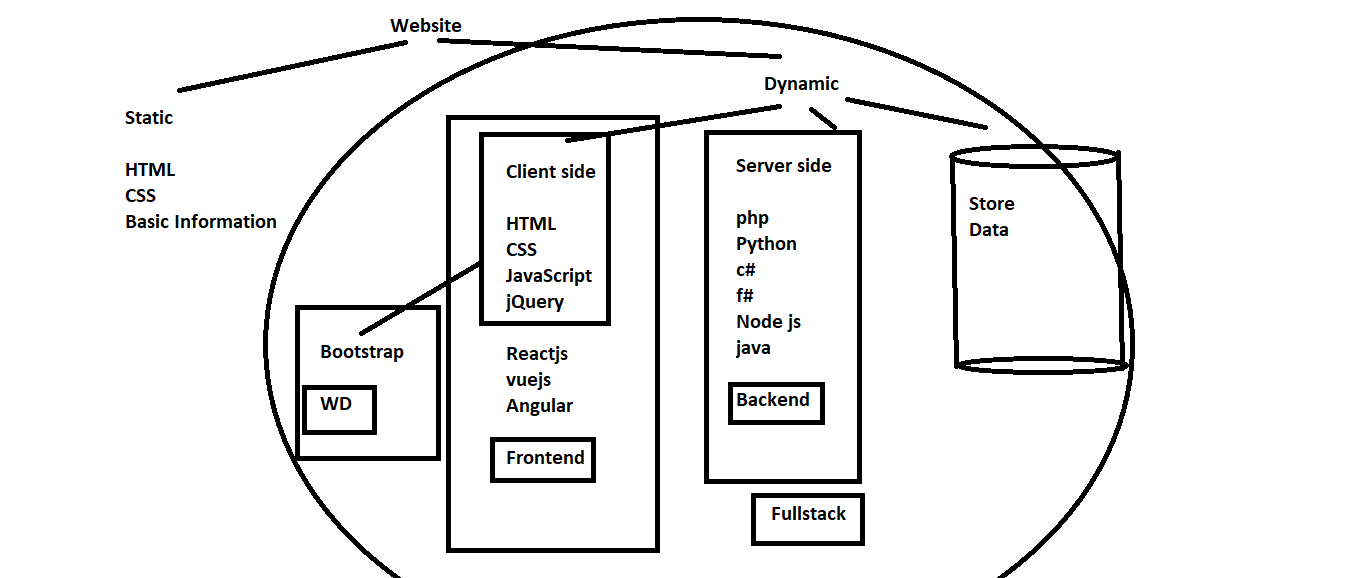 Website
Dynamic
Static
HTML
CSS
Basic Information
Client side
HTML
CSS
JavaScript
jQuery
Reactjs
vuejs
Angular
Frontend
Bootstrap
WD
Server side
php
Python
c#
f#
Node js
java
Backend
Fullstack
Store
Data